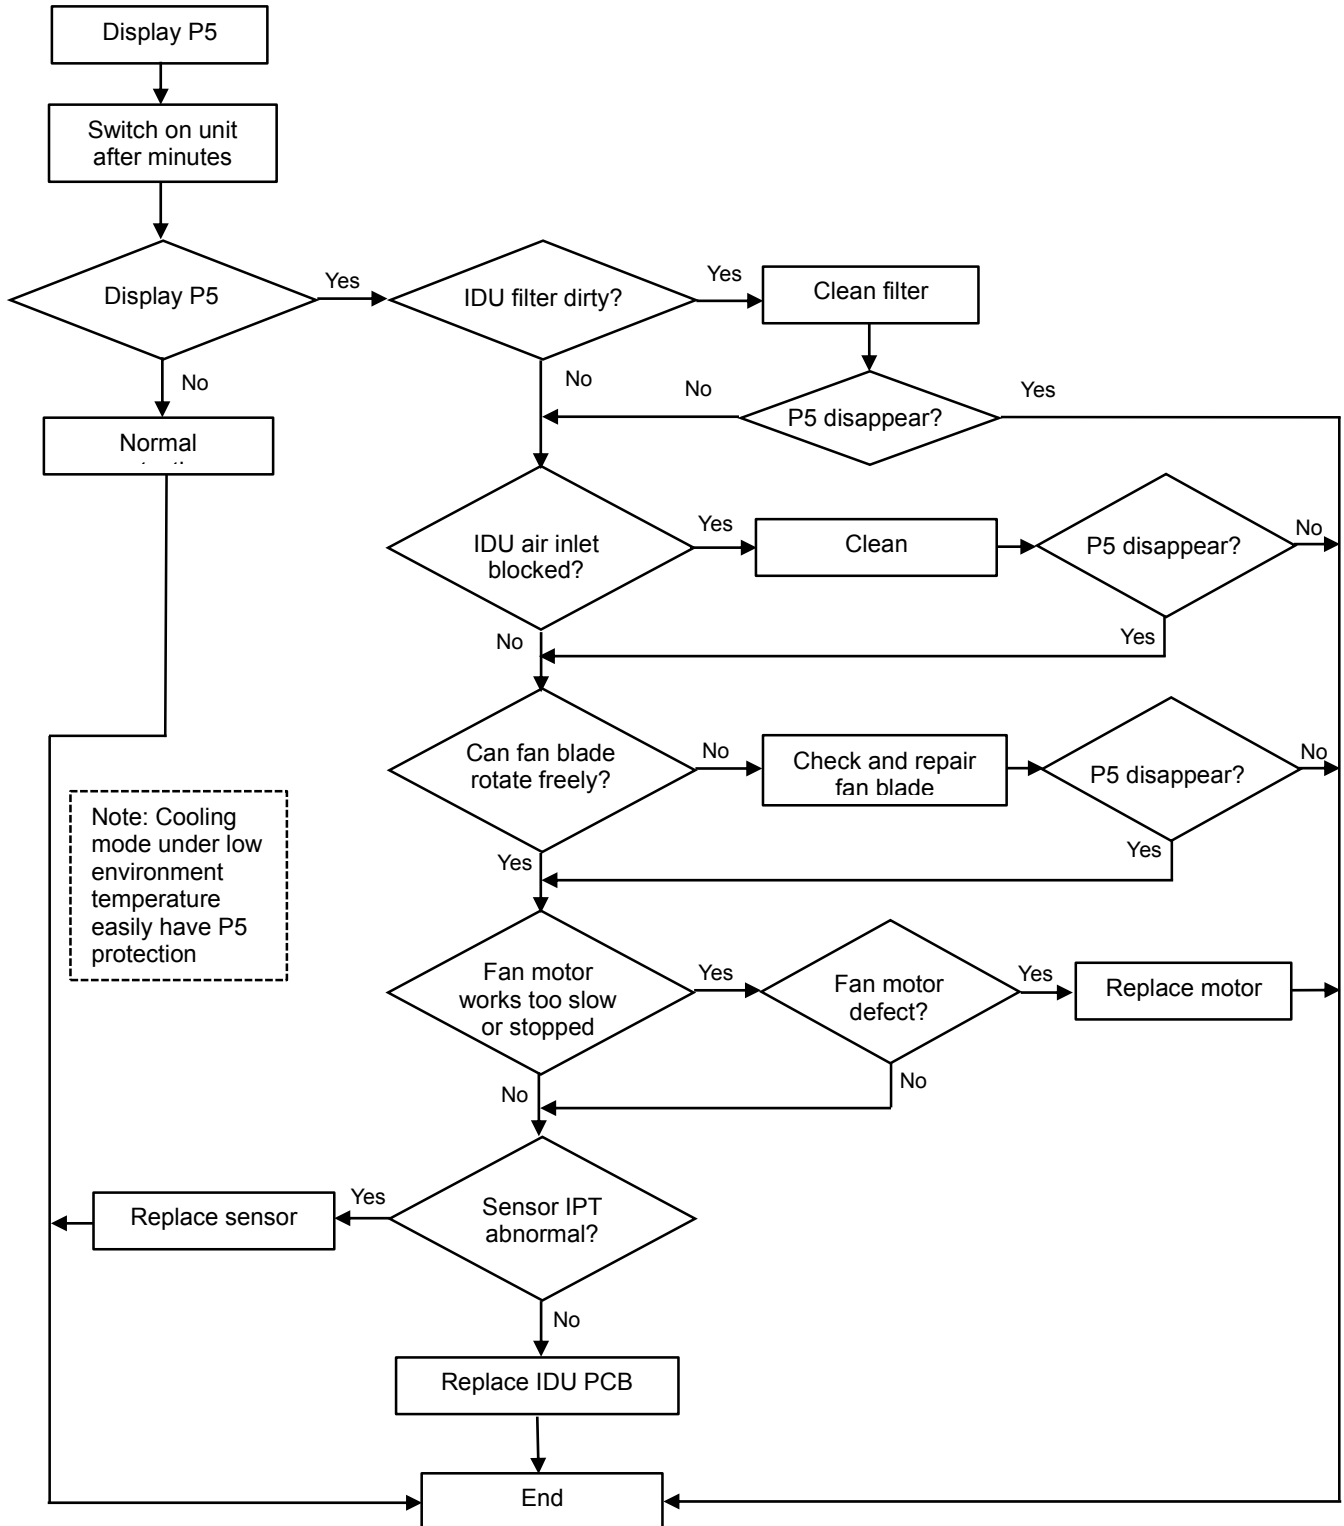 Display P5
Switch on unit
after minutes
Display P5
Yes
IDU filter dirty?
Yes
Clean filter
No
No
No
P5 disappear?
Yes
Normal
IDU air inlet
blocked?
Yes
Clean
P5 disappear?
No
No
Yes
Can fan blade
rotate freely?
No
Check and repair
fan blade
P5 disappear?
No
Yes
Yes
Note: Cooling
mode under low
environment
temperature
easily have P5
protection
Fan motor
works too slow
or stopped
Yes
Fan motor
defect?
Yes
Replace motor
No
No
Replace sensor
Yes
Sensor IPT
abnormal?
No
Replace IDU PCB
End